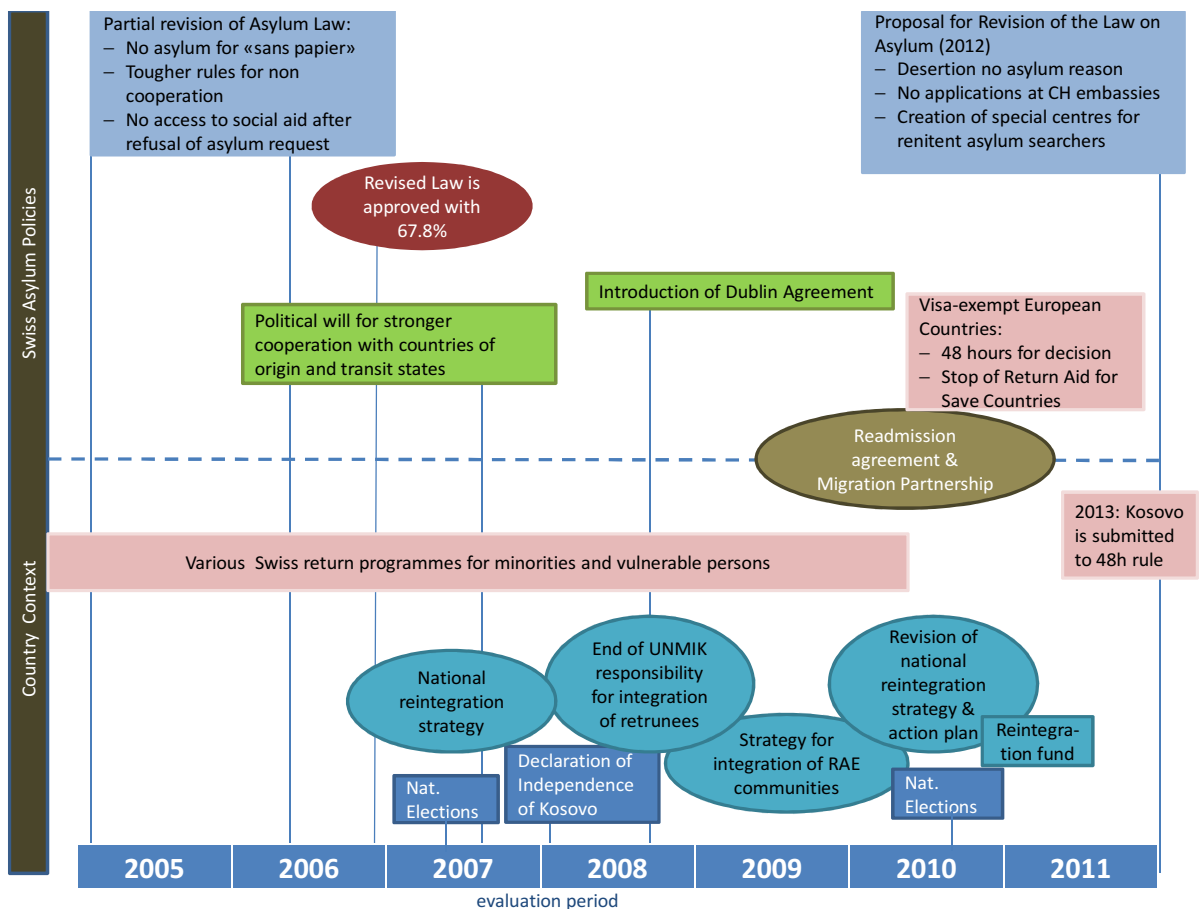 Swiss Asylum Policies
Country Context
Partial revision of Asylum Law:
– No asylum for «sans papier»
– Tougher rules for non
cooperation
– No access to social aid after
refusal of asylum request
Proposal for Revision of the Law on
Asylum (2012)
– Desertion no asylum reason
– No applications at CH embassies
– Creation of special centres for
renitent asylum searchers
Revised Law is
approved with
67.8%
Introduction of Dublin Agreement
Political will for stronger
cooperation with countries of
origin and transit states
Visa-exempt European
Countries:
– 48 hours for decision
– Stop of Return Aid for
Save Countries
Readmission
agreement &
Migration Partnership
2013: Kosovo
is submitted
to 48h rule
Various Swiss return programmes for minorities and vulnerable persons
National
reintegration
strategy
End of UNMIK
responsibility
for integration
of retrunees
Strategy for
integration of RAE
communities
Revision of
national
reintegration
strategy &
action plan
Reintegra-
tion fund
Nat.
Elections
Declaration of
Independence
of Kosovo
Nat.
Elections
2005 2006 2007 2008 2009 2010 2011
evaluation period